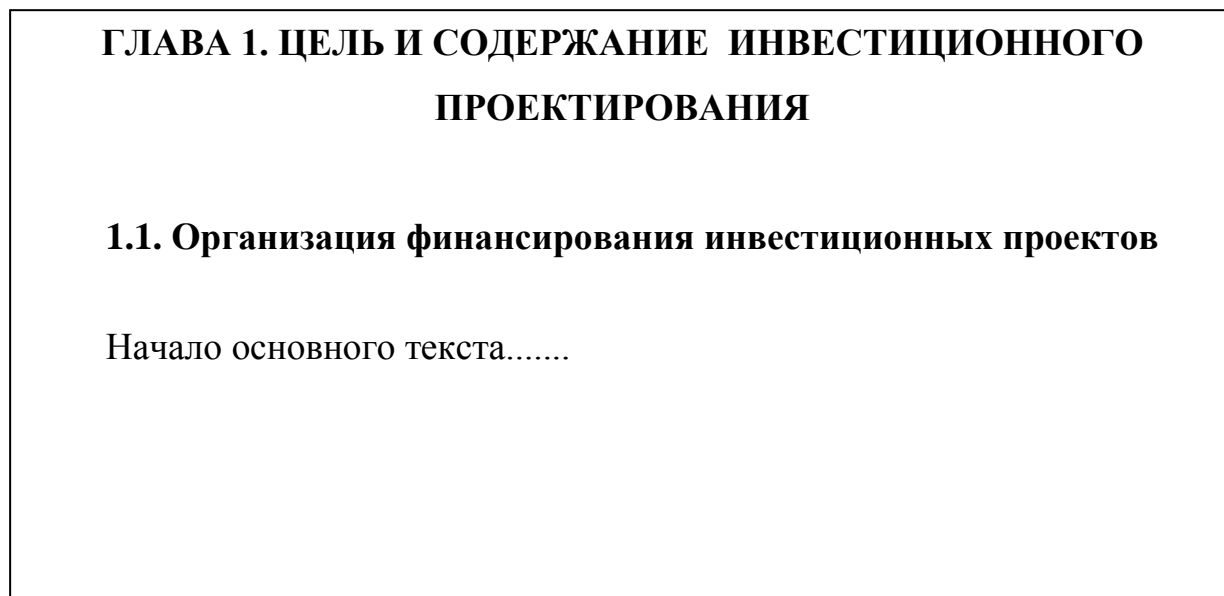 ГЛАВА 1. ЦЕЛЬ И СОДЕРЖАНИЕ  ИНВЕСТИЦИОННОГО
ПРОЕКТИРОВАНИЯ
1.1. Организация финансирования инвестиционных проектов
Начало основного текста.......